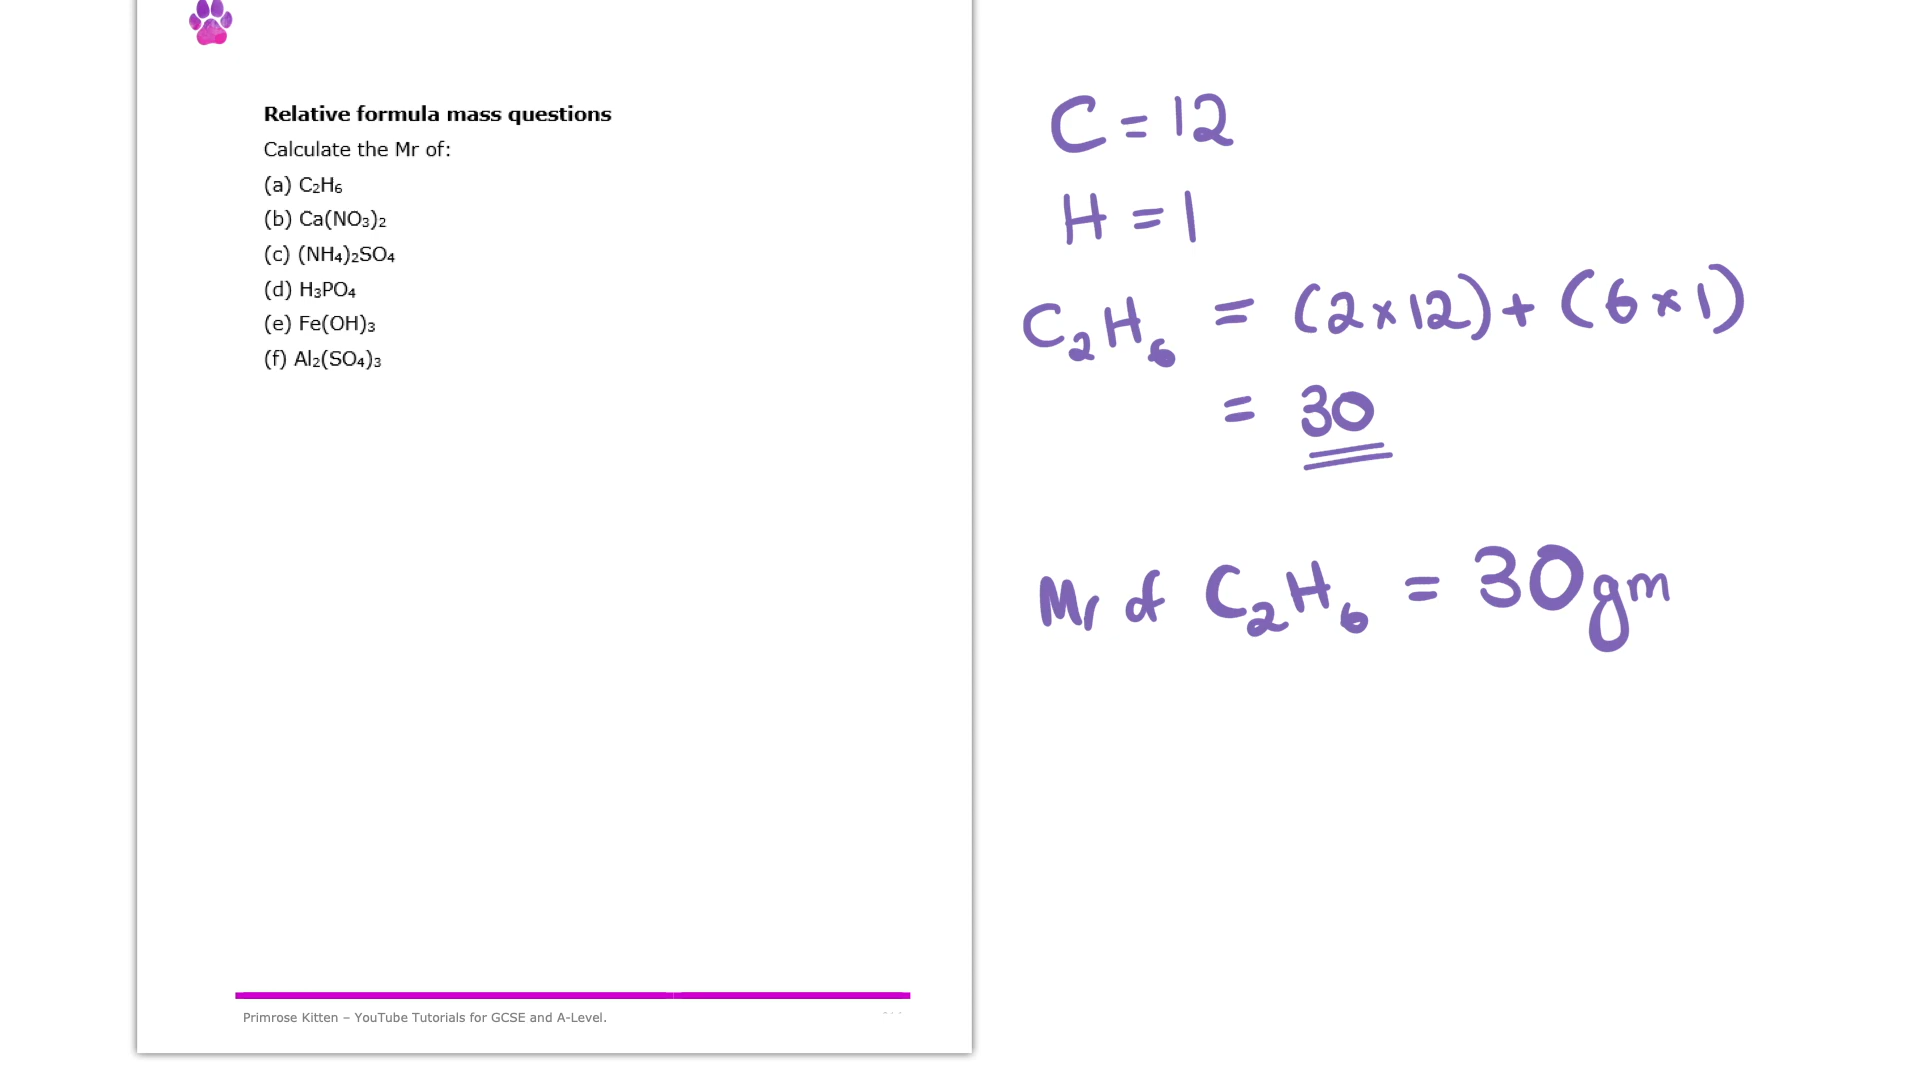 Relative formula mass questions
Calculate the Mr of:
(a) C₂H₆
(b) Ca(NO₃)₂
(c) (NH₄)₂SO₄
(d) H₃PO₄
(e) Fe(OH)₃
(f) Al₂(SO₄)₃
Primrose Kitten – YouTube Tutorials for GCSE and A-Level.
C = 12
H = 1
C₂H₆ = (2 × 12) + (6 × 1)
= 30
Mr of C₂H₆ = 30gm